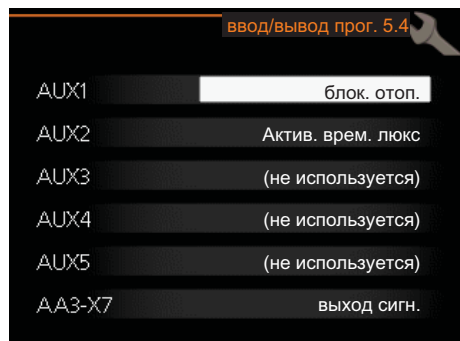 ввод/вывод прог. 5.4
AUX1 блок. отоп.
AUX2 Актив. врем. люкс
AUX3 (не используется)
AUX4 (не используется)
AUX5 (не используется)
AA3-X7 выход сигн.